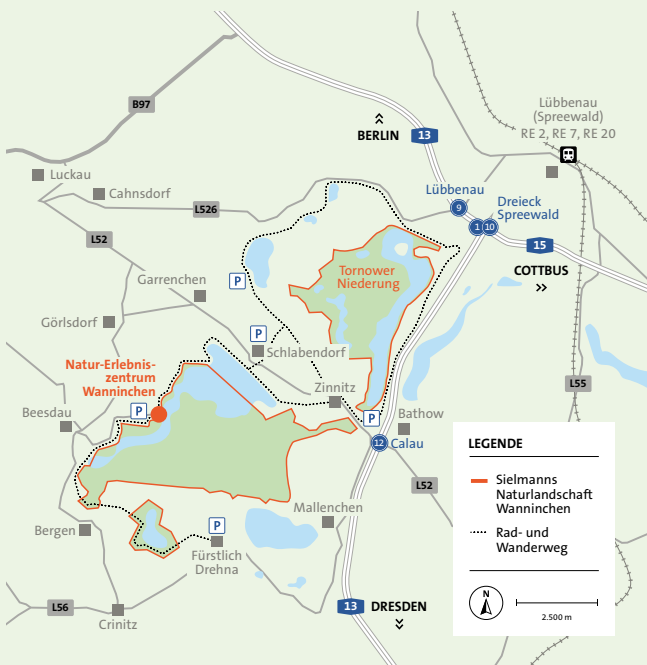 B97
BERLIN
13
Lübbenau
(Spreewald)
RE 2, RE 7, RE 20
Luckau
Cahnsdorf
L526
Lübbenau
9
Dreieck
Spreewald
1
10
L52
15
COTTBUS
Garrenchen
P
Tornower
Niederung
Görlsdorf
P
Schlabendorf
Natur-Erlebnis-
zentrum
Wanninchen
Zinnitz
L55
Beesdau
P
P
Bathow
12
Calau
L52
Mallenchen
Bergen
P
Fürstlich
Drehna
L56
Crinitz
13
DRESDEN
LEGENDE
Sielmanns
Naturlandschaft
Wanninchen
Rad- und
Wanderweg
N
2.500 m